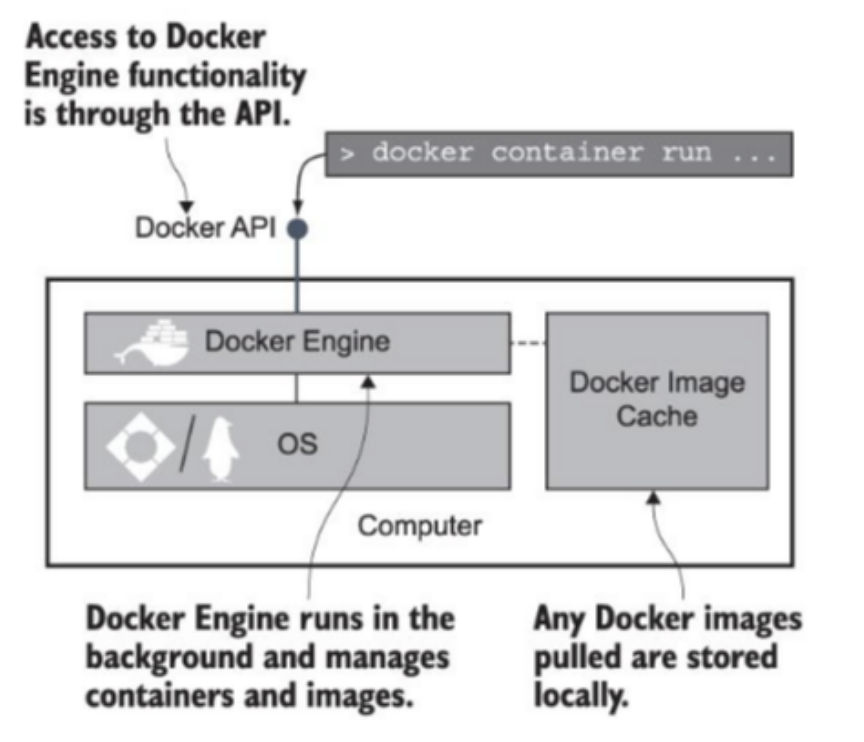 Access to Docker
Engine functionality
is through the API.
> docker container run ...
Docker API
Docker Engine
Docker Image
Cache
OS
Computer
Docker Engine runs in the
background and manages
containers and images.
Any Docker images
pulled are stored
locally.